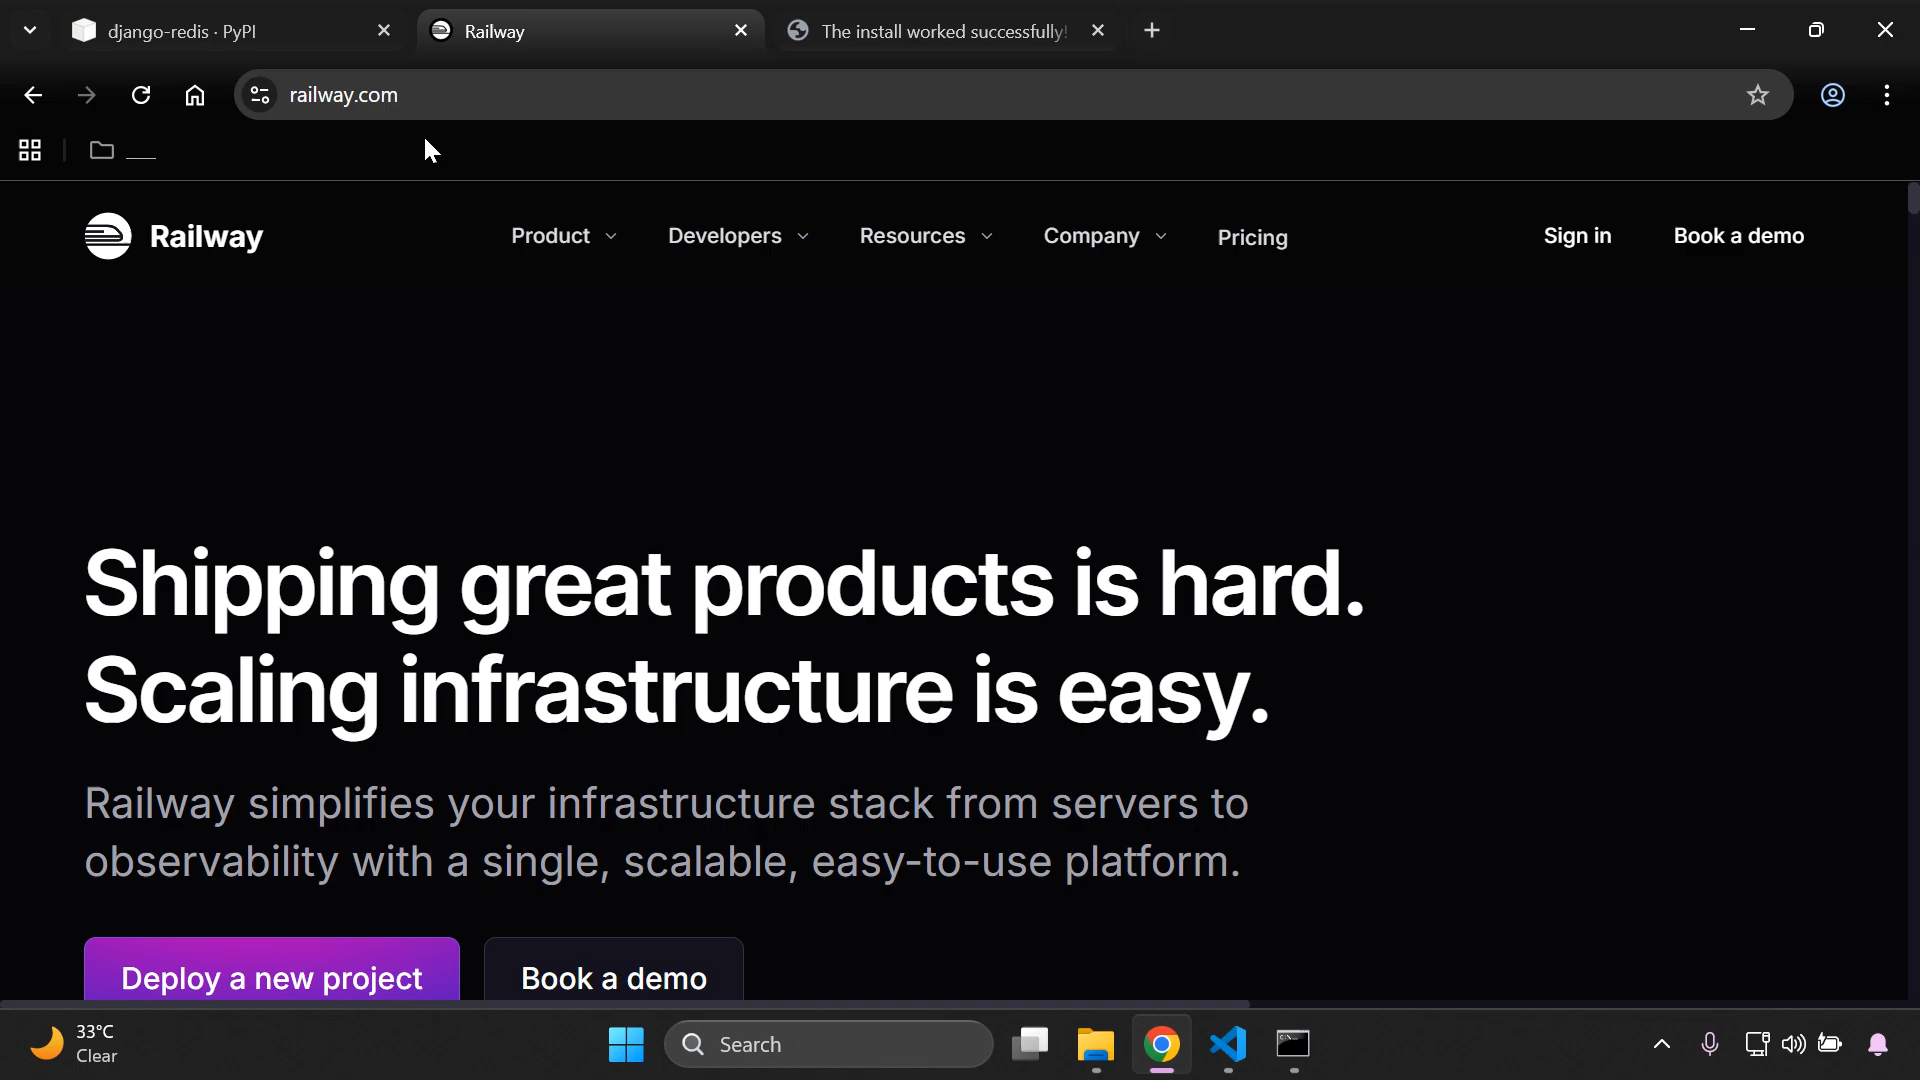 django-redis · PyPI
Railway
The install worked successfully!
railway.com
___
Railway
Product
Developers
Resources
Company
Pricing
Sign in
Book a demo
Shipping great products is hard.
Scaling infrastructure is easy.
Railway simplifies your infrastructure stack from servers to
observability with a single, scalable, easy-to-use platform.
Deploy a new project
Book a demo
33°C
Clear
Search